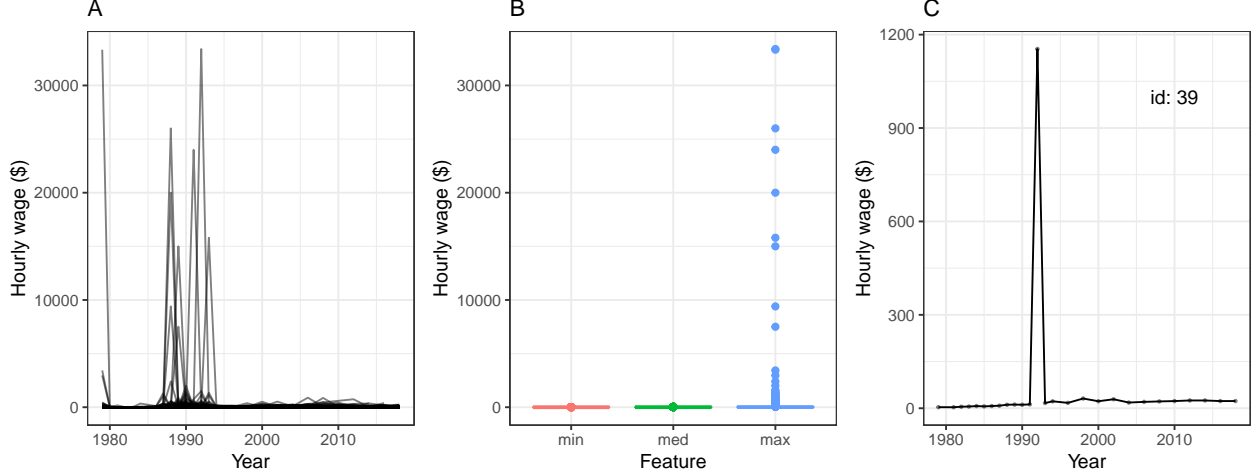 A
Hourly wage ($)
30000
20000
10000
0
1980 1990 2000 2010
Year
B
Hourly wage ($)
30000
20000
10000
0
min med max
Feature
C
Hourly wage ($)
1200
900
600
300
0
id: 39
1980 1990 2000 2010
Year